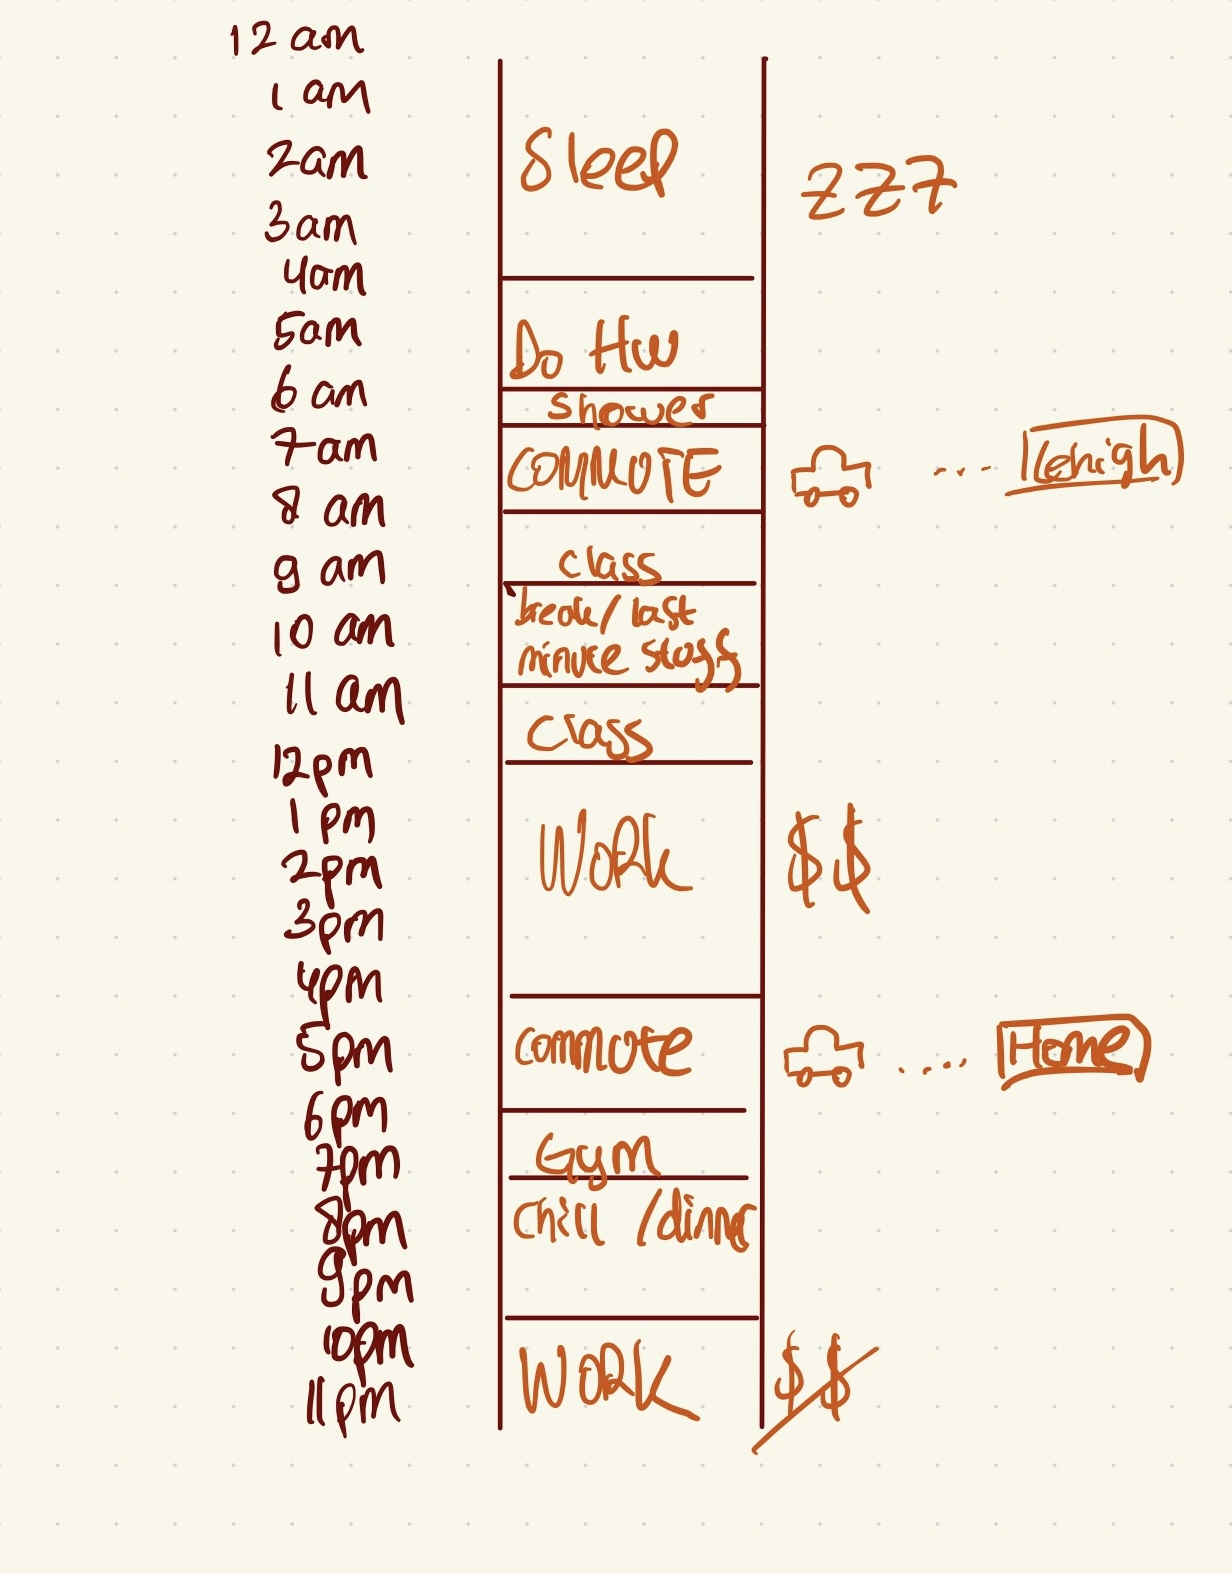 12 am
1 am
2am
Sleep
ZZZ
3am
4am
5am
Do HW
6 am
shower
7am
COMMUTE
.... Lehigh
8 am
9 am
class
break/last
10 am
minute stuff
11 am
class
12pm
1 pm
2pm
Work
$$
3pm
4pm
5pm
commute
..... Home
6pm
7pm
Gym
8pm
chill /dinner
9pm
10pm
11pm
Work
$$